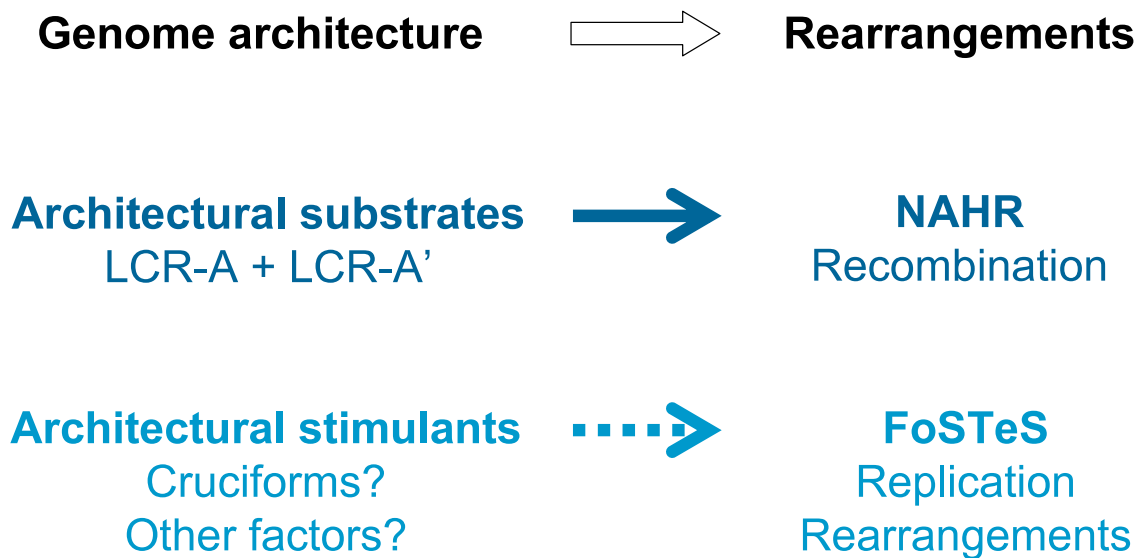 Genome architecture Rearrangements
Architectural substrates NAHR
LCR-A + LCR-A’ Recombination
Architectural stimulants FoSTeS
Cruciforms? Replication
Other factors? Rearrangements